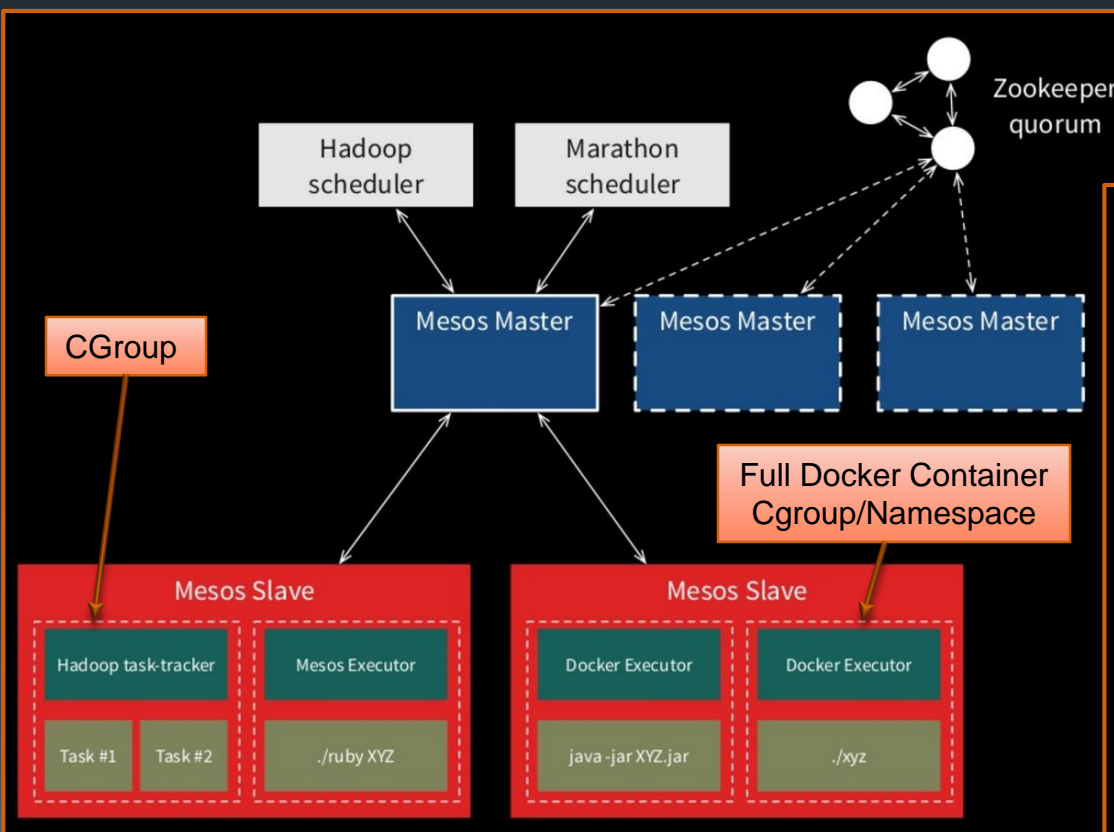 Zookeeper
quorum
Hadoop
scheduler
Marathon
scheduler
Mesos Master
Mesos Master
Mesos Master
CGroup
Full Docker Container
Cgroup/Namespace
Mesos Slave
Hadoop task-tracker
Mesos Executor
Task #1
Task #2
./ruby XYZ
Mesos Slave
Docker Executor
Docker Executor
java -jar XYZ.jar
./xyz